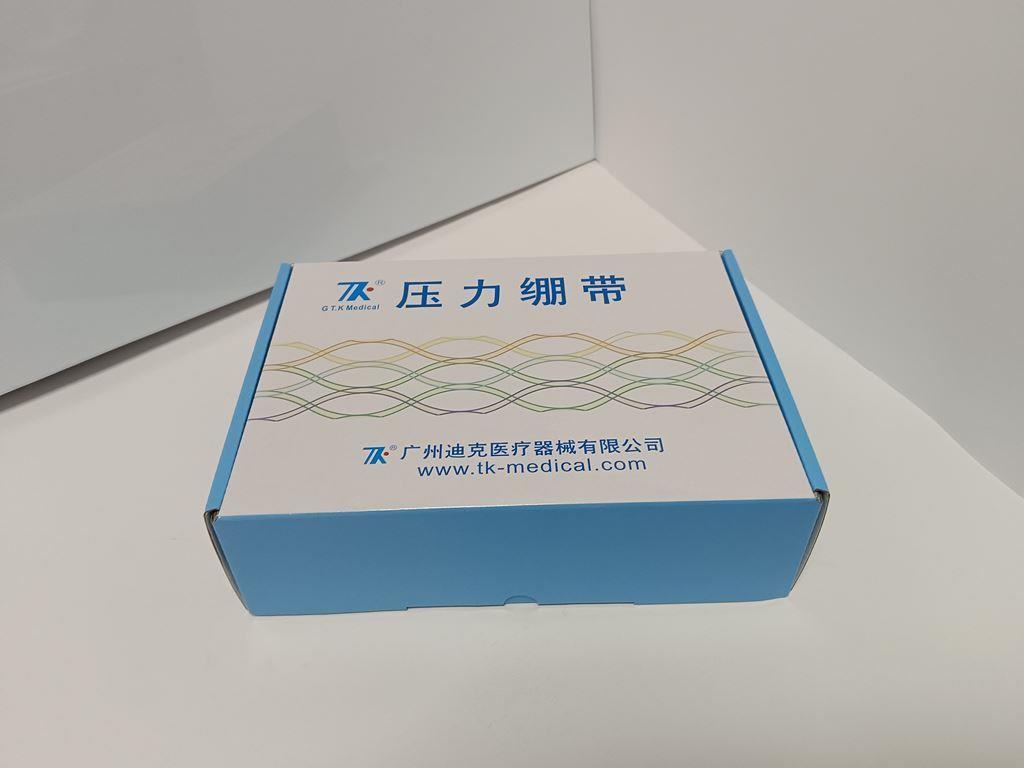 TK® 压力绷带
G T.K Medical
TK® 广州迪克医疗器械有限公司
www.tk-medical.com